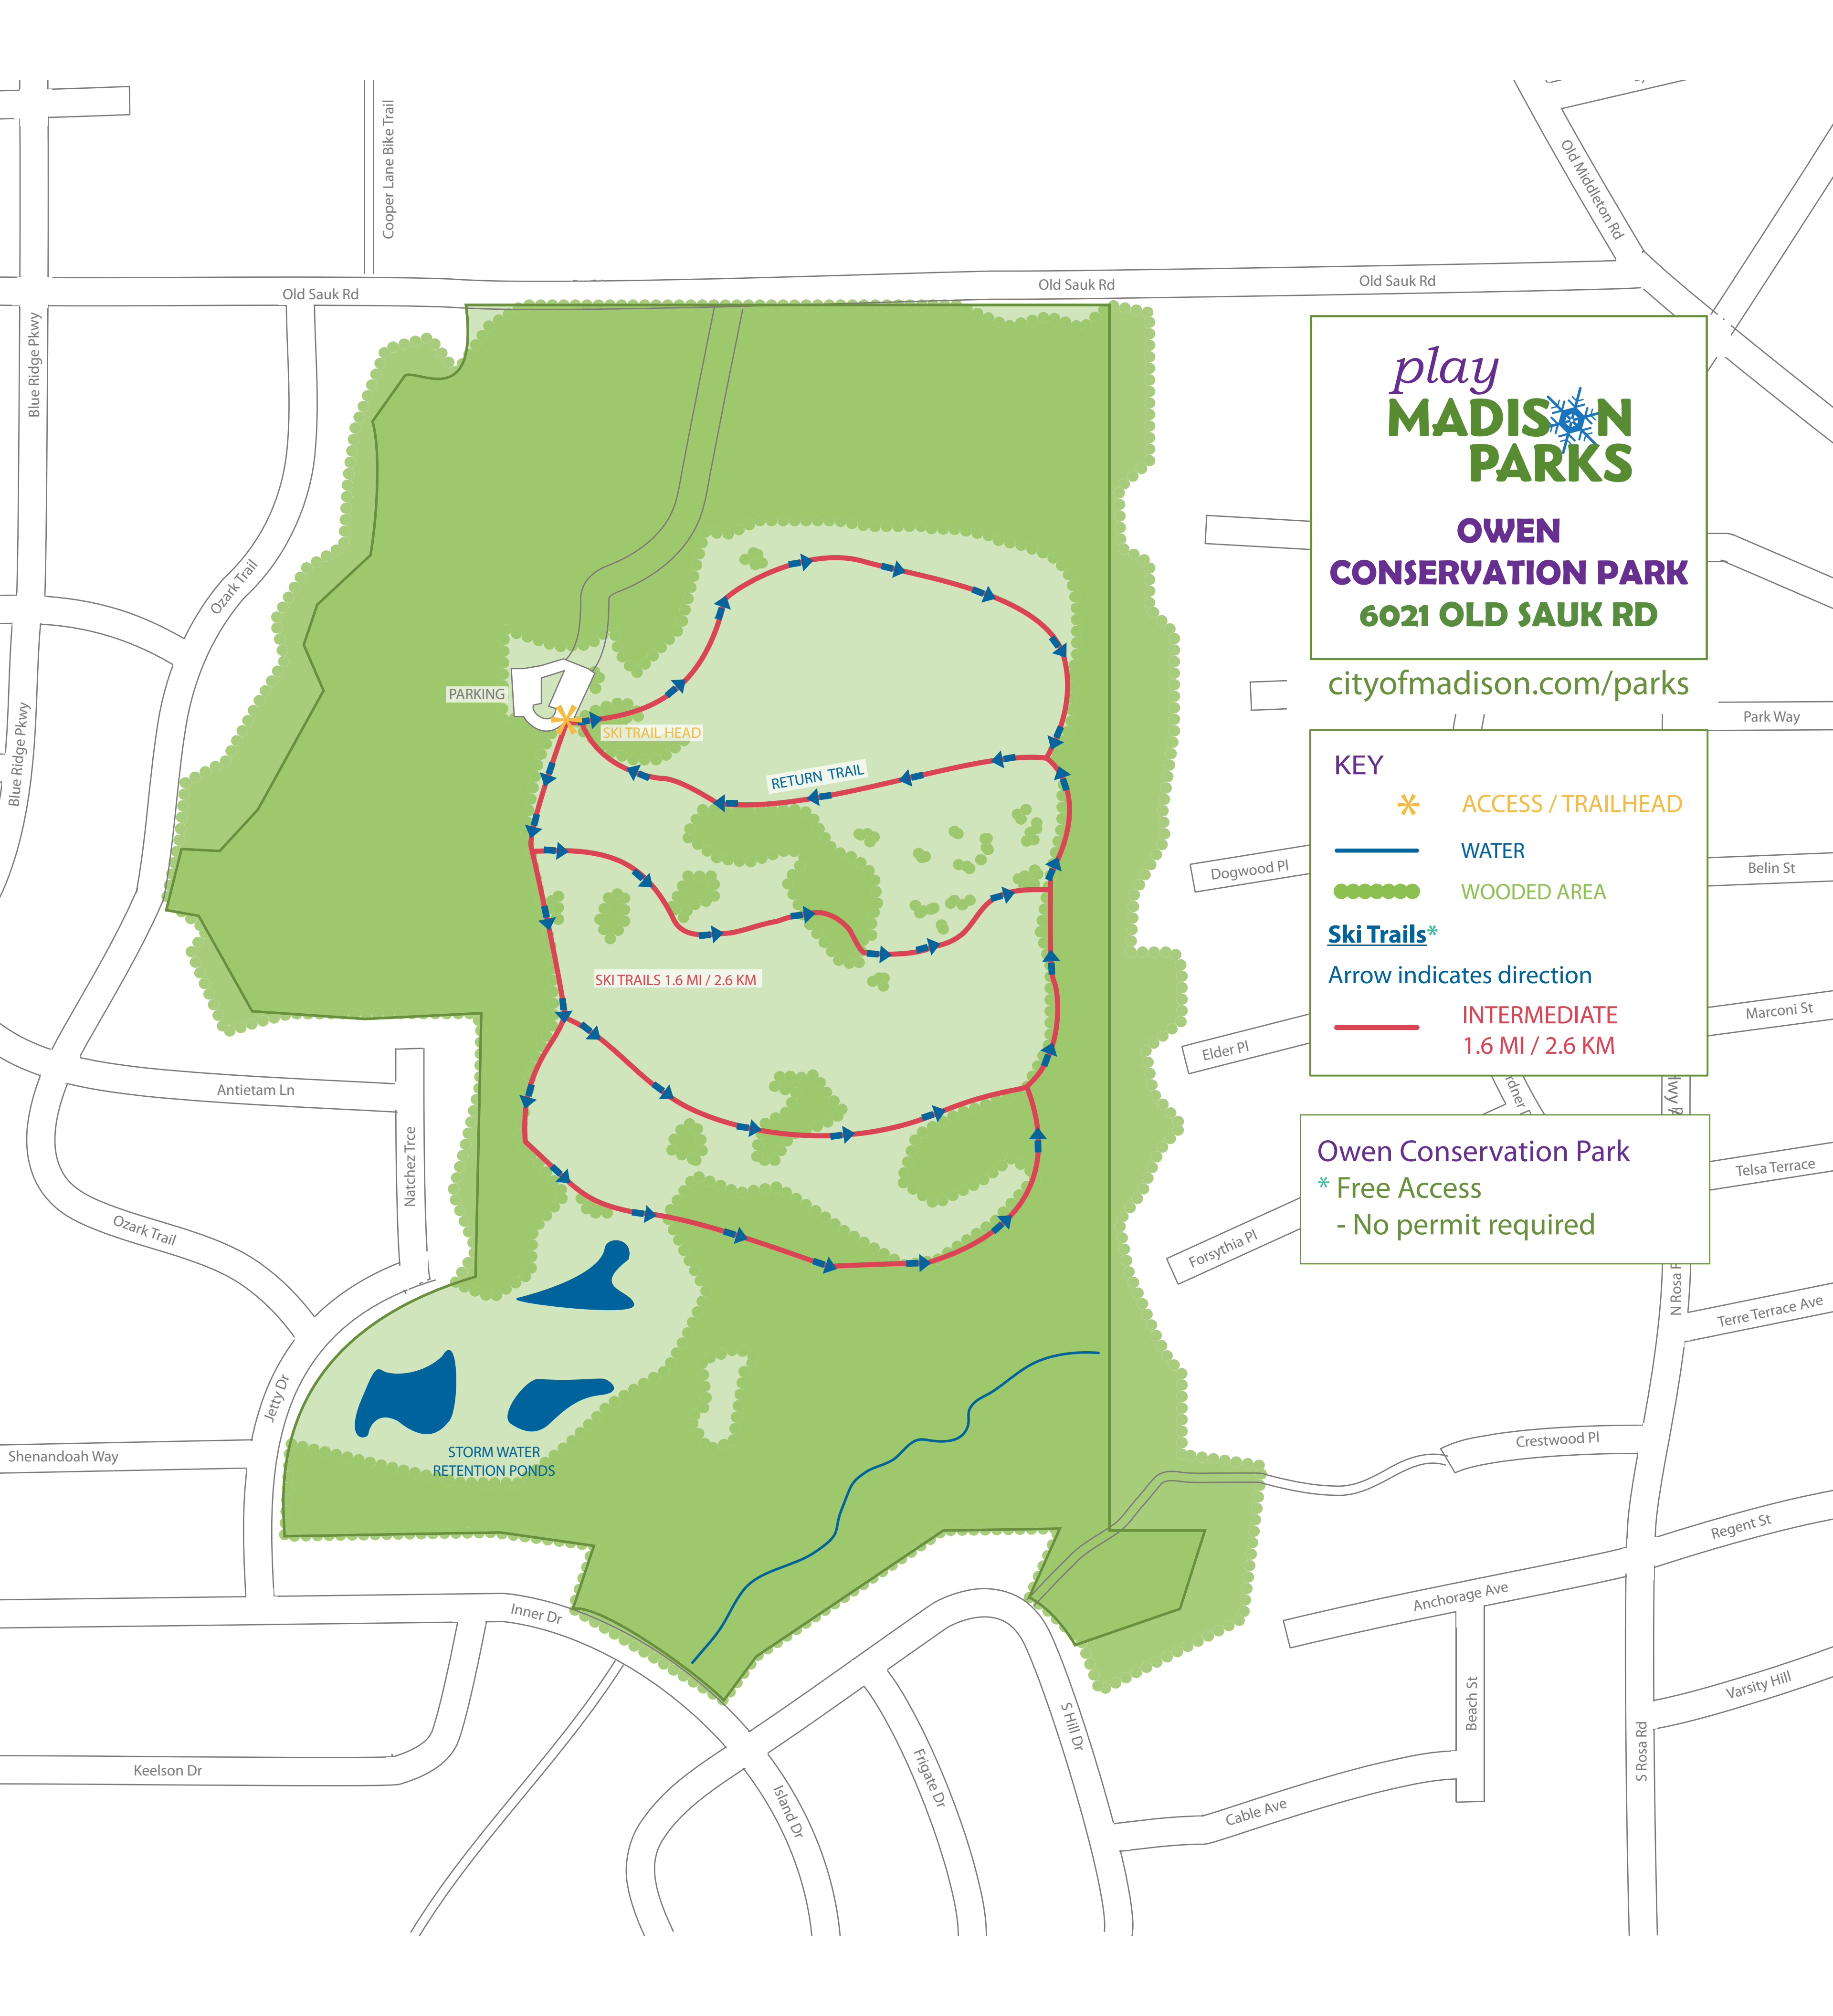 Cooper Lane Bike Trail
Old Middleton Rd
Old Sauk Rd
Old Sauk Rd
Old Sauk Rd
Blue Ridge Pkwy
Ozark Trail
Blue Ridge Pkwy
play
MADISON
PARKS
OWEN
CONSERVATION PARK
6021 OLD SAUK RD
cityofmadison.com/parks
PARKING
SKI TRAIL HEAD
RETURN TRAIL
SKI TRAILS 1.6 MI / 2.6 KM
Park Way
KEY
ACCESS / TRAILHEAD
WATER
WOODED AREA
Ski Trails*
Arrow indicates direction
INTERMEDIATE
1.6 MI / 2.6 KM
Dogwood Pl
Belin St
Elder Pl
Marconi St
Antietam Ln
Natchez Trce
Ozark Trail
Owen Conservation Park
* Free Access
- No permit required
Telsa Terrace
Forsythia Pl
N Rosa
Terre Terrace Ave
Jetty Dr
Shenandoah Way
STORM WATER
RETENTION PONDS
Crestwood Pl
Regent St
Anchorage Ave
Inner Dr
Beach St
Varsity Hill
S Rosa Rd
S Hill Dr
Keelson Dr
Island Dr
Frigate Dr
Cable Ave